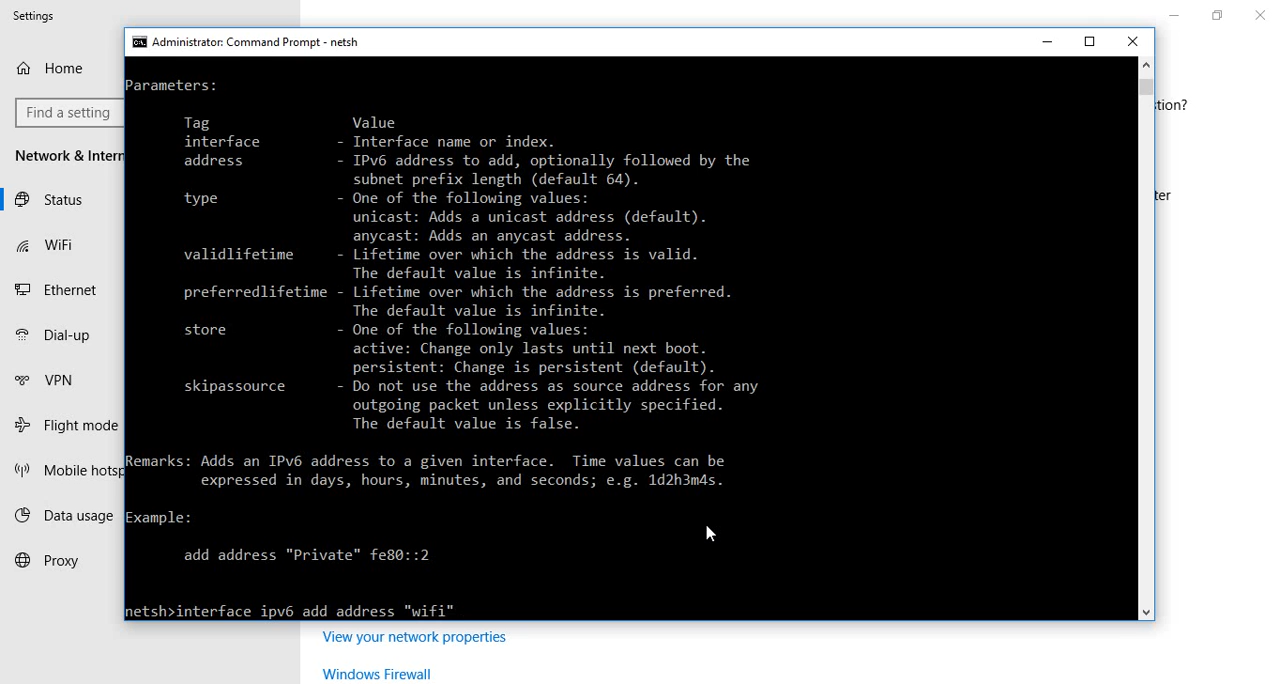 Settings
Home
Find a setting
Network & Intern
Status
WiFi
Ethernet
Dial-up
VPN
Flight mode
Mobile hotsp
Data usage
Proxy
Administrator: Command Prompt - netsh
Parameters:
Tag Value
interface - Interface name or index.
address - IPv6 address to add, optionally followed by the
subnet prefix length (default 64).
type - One of the following values:
unicast: Adds a unicast address (default).
anycast: Adds an anycast address.
validlifetime - Lifetime over which the address is valid.
The default value is infinite.
preferredlifetime - Lifetime over which the address is preferred.
The default value is infinite.
store - One of the following values:
active: Change only lasts until next boot.
persistent: Change is persistent (default).
skipassource - Do not use the address as source address for any
outgoing packet unless explicitly specified.
The default value is false.
Remarks: Adds an IPv6 address to a given interface. Time values can be
expressed in days, hours, minutes, and seconds; e.g. 1d2h3m4s.
Example:
add address "Private" fe80::2
netsh>interface ipv6 add address "wifi"
stion?
ter
View your network properties
Windows Firewall